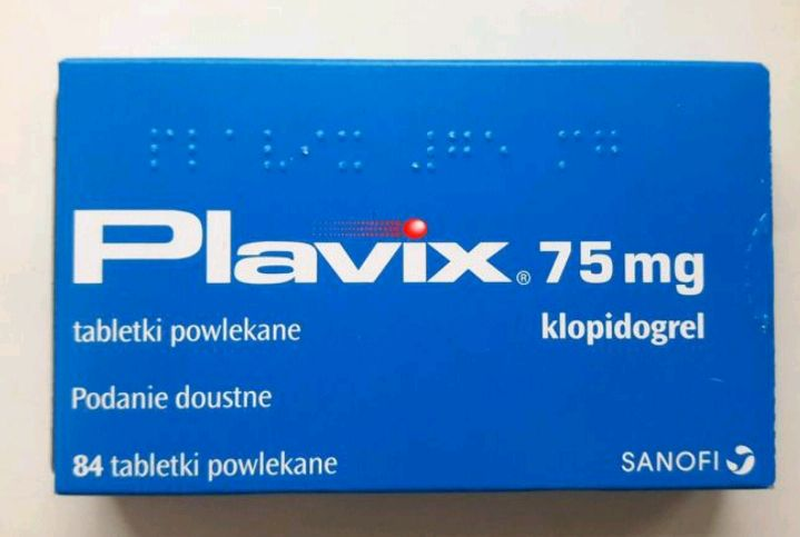 Plavix® 75 mg
tabletki powlekane klopidogrel
Podanie doustne
84 tabletki powlekane SANOFI